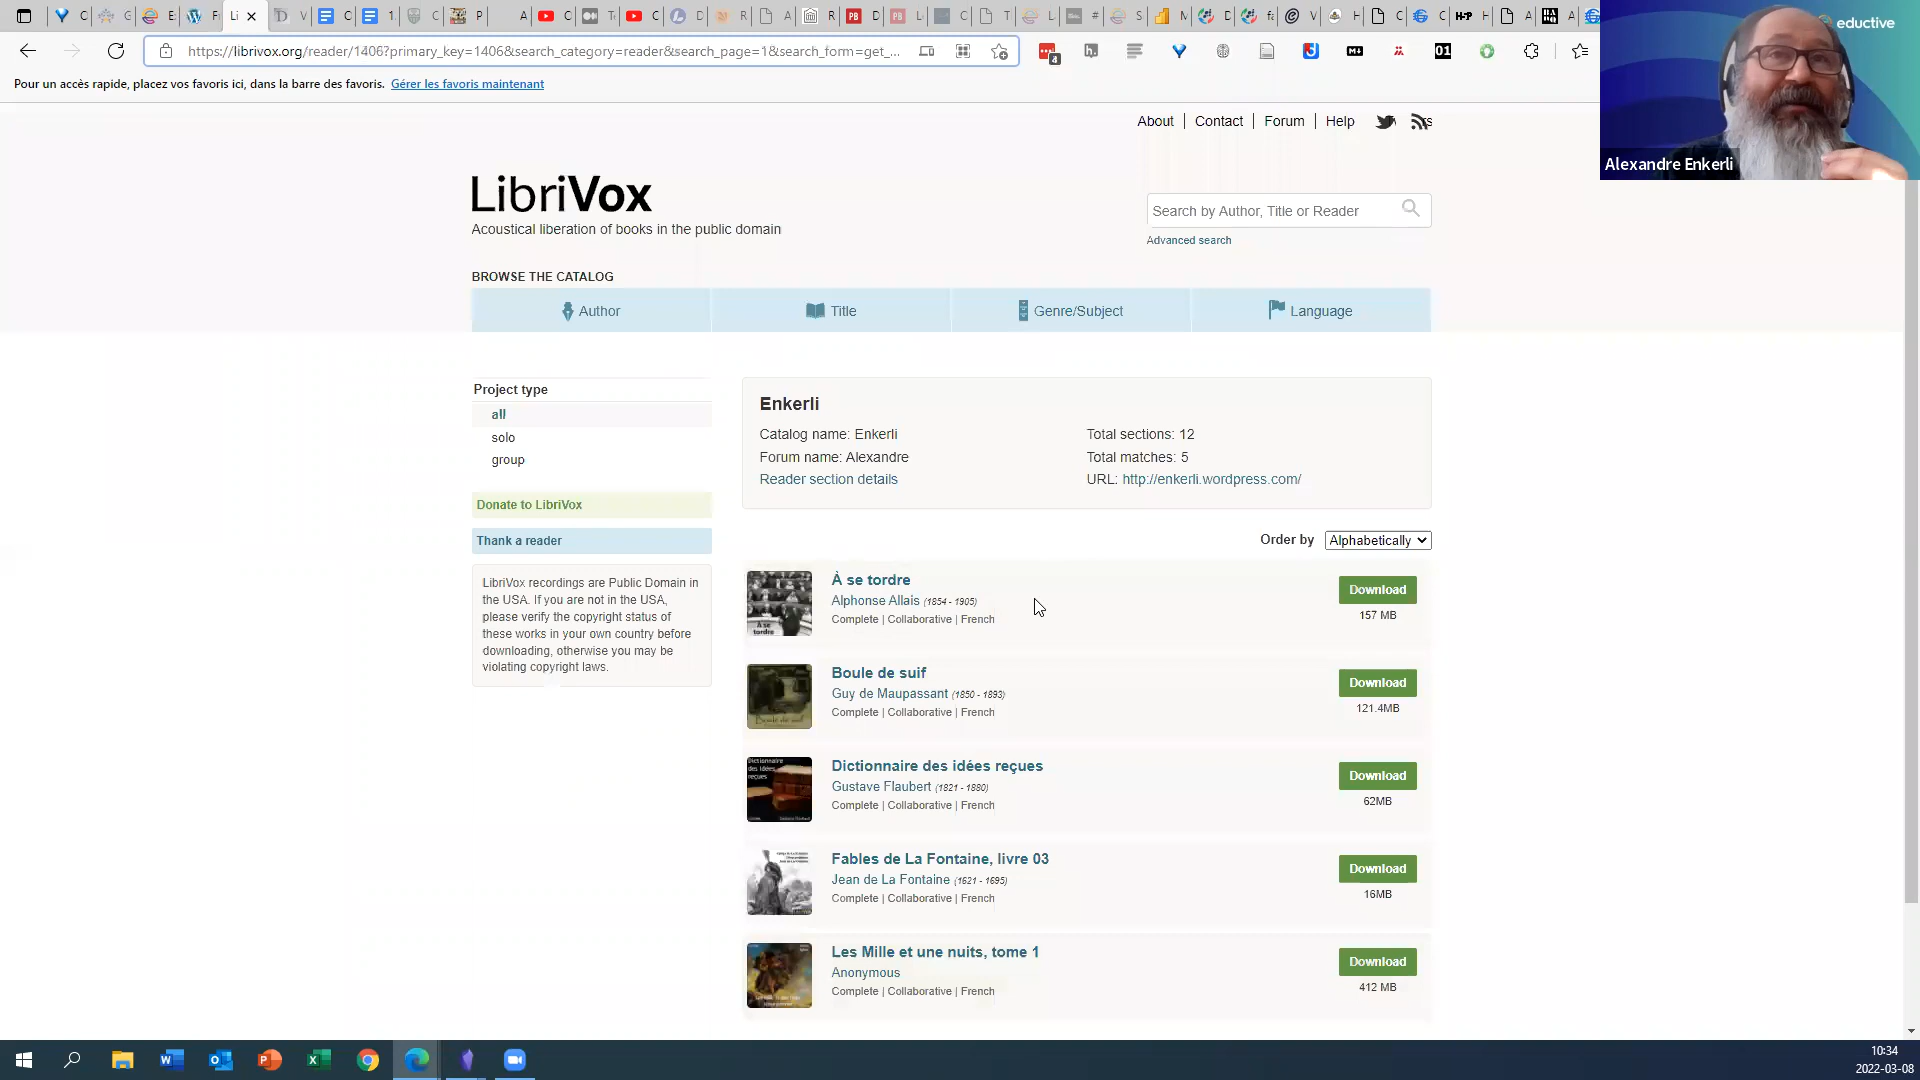 https://librivox.org/reader/1406?primary_key=1406&search_category=reader&search_page=1&search_form=get_...
Pour un accès rapide, placez vos favoris ici, dans la barre des favoris. Gérer les favoris maintenant
eductive
Alexandre Enkerli
About | Contact | Forum | Help
LibriVox
Acoustical liberation of books in the public domain
Search by Author, Title or Reader
Advanced search
BROWSE THE CATALOG
Author Title Genre/Subject Language
Project type
all
solo
group
Donate to LibriVox
Thank a reader
LibriVox recordings are Public Domain in
the USA. If you are not in the USA,
please verify the copyright status of
these works in your own country before
downloading, otherwise you may be
violating copyright laws.
Enkerli
Catalog name: Enkerli
Forum name: Alexandre
Reader section details
Total sections: 12
Total matches: 5
URL: http://enkerli.wordpress.com/
Order by Alphabetically
À se tordre
Alphonse Allais (1854 - 1905)
Complete | Collaborative | French
Download
157 MB
Boule de suif
Guy de Maupassant (1850 - 1893)
Complete | Collaborative | French
Download
121.4MB
Dictionnaire des idées reçues
Gustave Flaubert (1821 - 1880)
Complete | Collaborative | French
Download
62MB
Fables de La Fontaine, livre 03
Jean de La Fontaine (1621 - 1695)
Complete | Collaborative | French
Download
16MB
Les Mille et une nuits, tome 1
Anonymous
Complete | Collaborative | French
Download
412 MB
10:34
2022-03-08